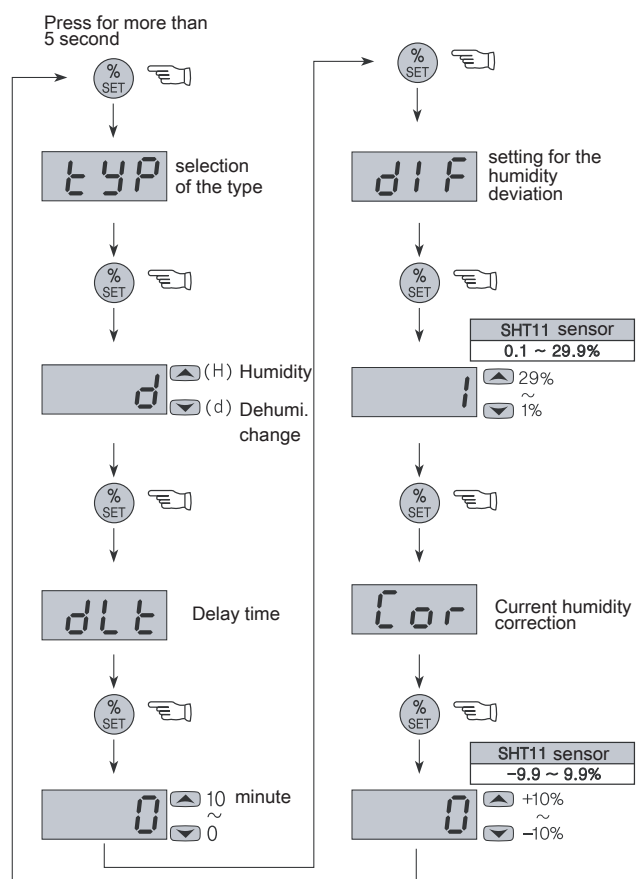 Press for more than
5 second
%
SET
tYP
selection
of the type
%
SET
d
(H) Humidity
(d) Dehumi.
change
%
SET
dLt
Delay time
%
SET
0
10 minute
~
0
%
SET
dIF
setting for the
humidity
deviation
%
SET
SHT11 sensor
0.1 ~ 29.9%
1
29%
~
1%
%
SET
Cor
Current humidity
correction
%
SET
SHT11 sensor
-9.9 ~ 9.9%
0
+10%
~
-10%